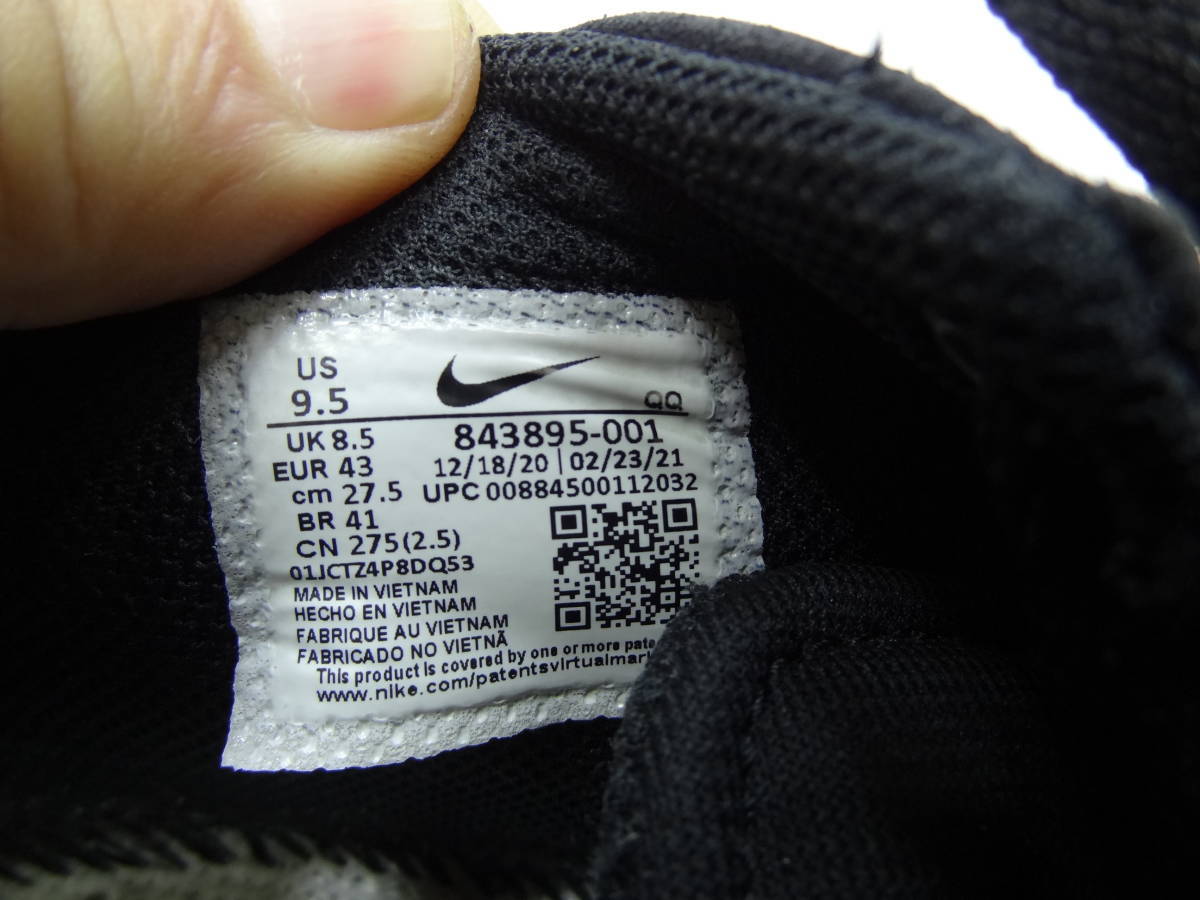 US
9.5
QQ
UK 8.5
EUR 43
cm 27.5
BR 41
CN 275(2.5)
843895-001
12/18/20 | 02/23/21
UPC 00884500112032
01JCTZ4P8DQ53
MADE IN VIETNAM
HECHO EN VIETNAM
FABRIQUE AU VIETNAM
FABRICADO NO VIETNÃ
This product is covered by one or more
www.nike.com/patentsvirtualmar